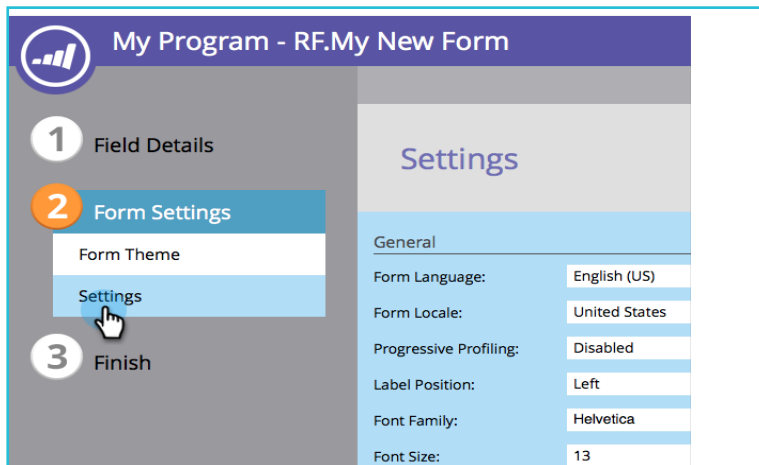 My Program - RF.My New Form
1 Field Details
2 Form Settings
Form Theme
Settings
3 Finish
Settings
General
Form Language: English (US)
Form Locale: United States
Progressive Profiling: Disabled
Label Position: Left
Font Family: Helvetica
Font Size: 13